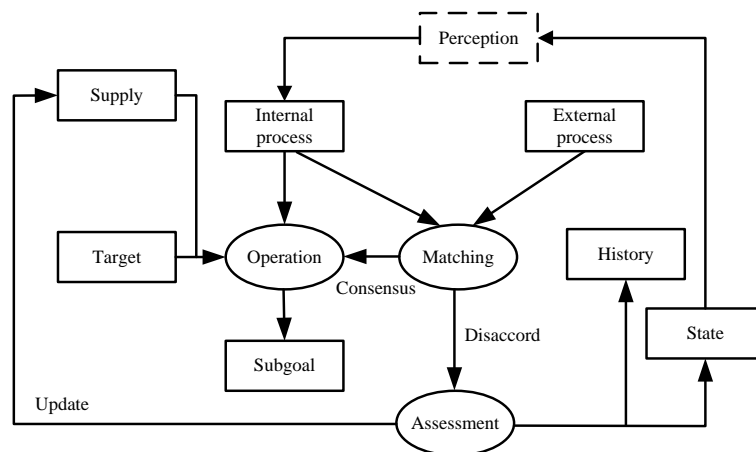 Perception
Supply
Internal
process
External
process
Target
Operation
Matching
History
Consensus
State
Disaccord
Subgoal
Update
Assessment